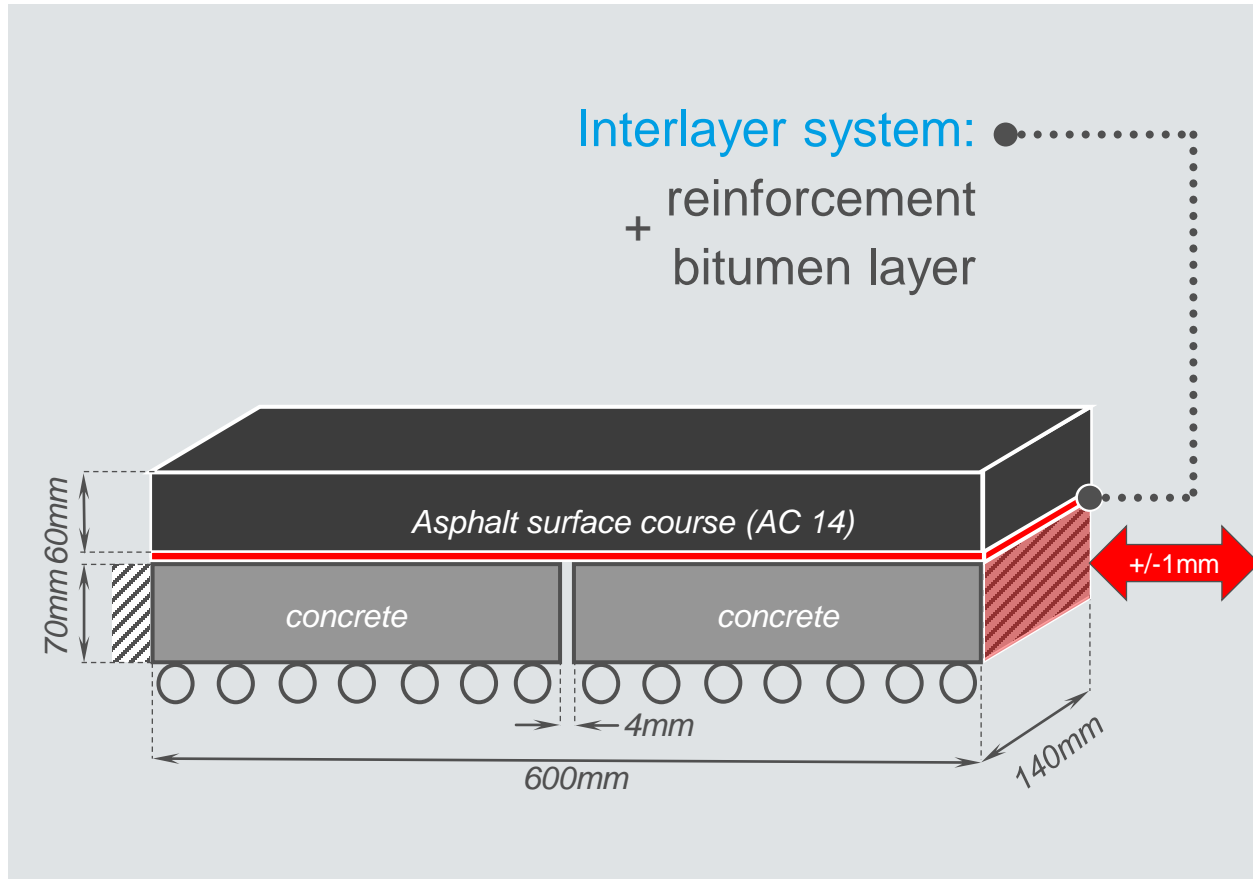 Interlayer system:
reinforcement
+
bitumen layer
60mm
Asphalt surface course (AC 14)
+/-1mm
70mm
concrete
concrete
4mm
600mm
140mm